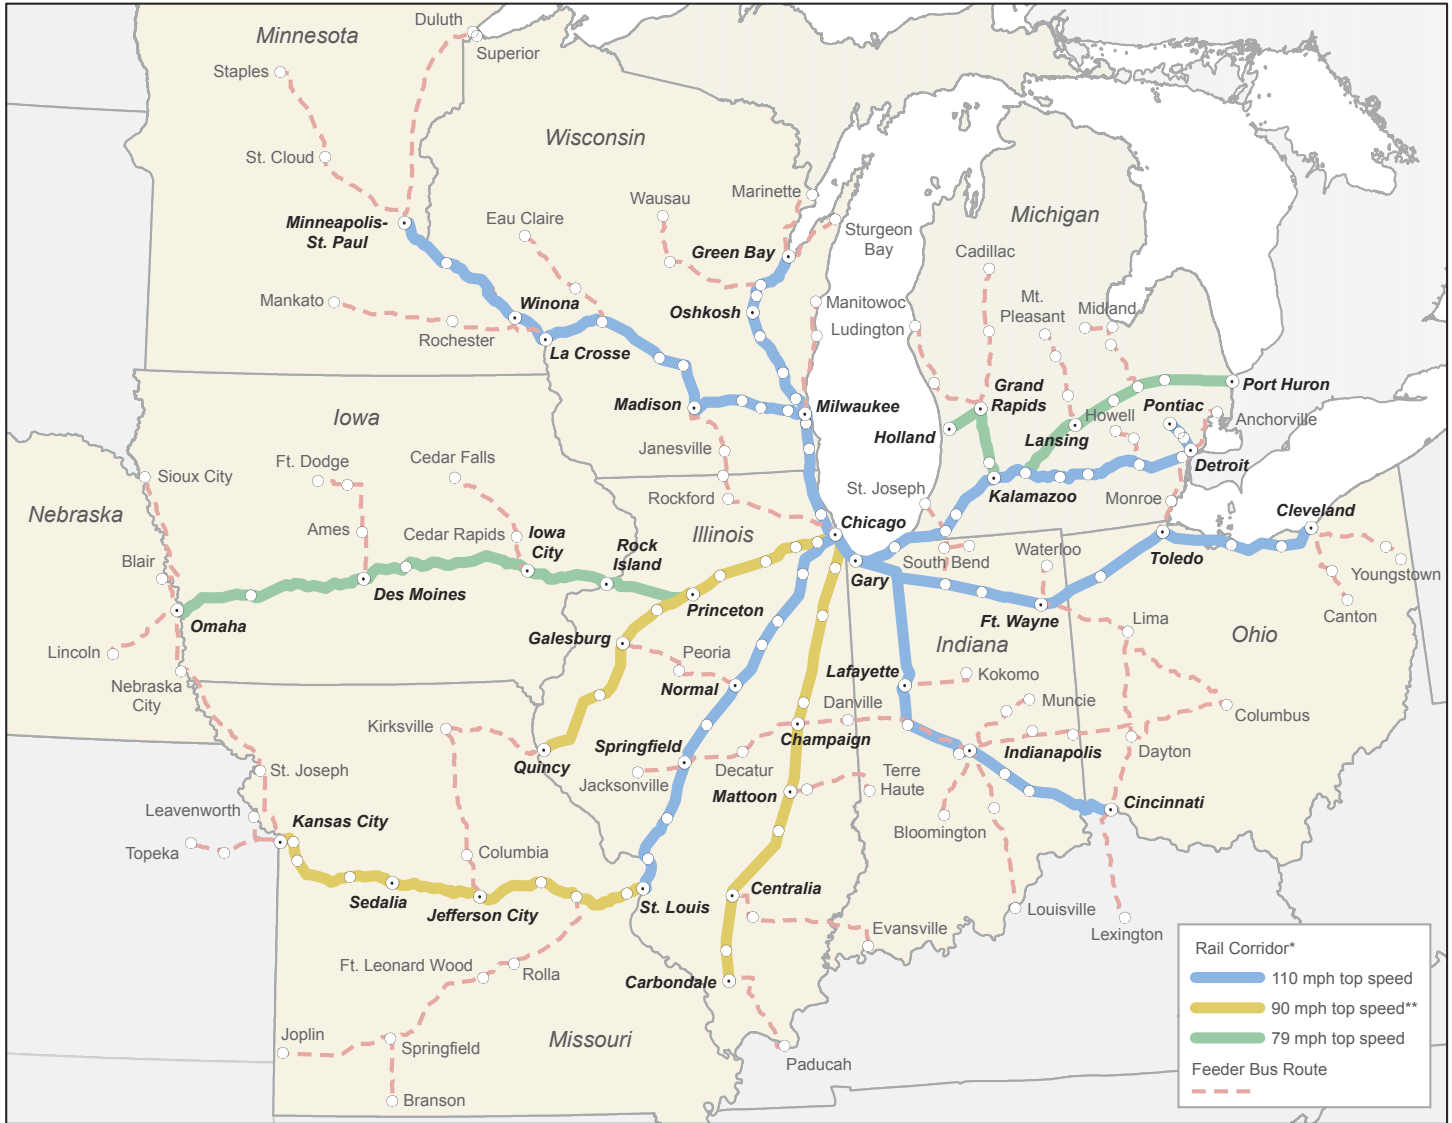 Duluth
Minnesota
Superior
Staples
Wisconsin
St. Cloud
Wausau
Marinette
Michigan
Eau Claire
Minneapolis-
St. Paul
Sturgeon
Bay
Green Bay
Cadillac
Mankato
Winona
Oshkosh
Manitowoc
Mt.
Pleasant
Midland
Ludington
Rochester
La Crosse
Grand
Rapids
Port Huron
Madison
Milwaukee
Pontiac
Iowa
Howell
Anchorville
Holland
Lansing
Janesville
Cedar Falls
Ft. Dodge
Detroit
Sioux City
St. Joseph
Kalamazoo
Rockford
Monroe
Nebraska
Cleveland
Chicago
Ames
Cedar Rapids
Iowa
City
Illinois
Rock
Island
Waterloo
Toledo
Blair
South Bend
Gary
Youngstown
Des Moines
Princeton
Canton
Omaha
Ft. Wayne
Lima
Galesburg
Indiana
Ohio
Lincoln
Peoria
Lafayette
Kokomo
Nebraska
City
Normal
Muncie
Danville
Columbus
Kirksville
Champaign
Springfield
Indianapolis
Dayton
Quincy
St. Joseph
Decatur
Terre
Haute
Jacksonville
Mattoon
Cincinnati
Leavenworth
Kansas City
Bloomington
Topeka
Columbia
Centralia
Sedalia
Jefferson City
St. Louis
Louisville
Evansville
Lexington
Ft. Leonard Wood
Rolla
Carbondale
Joplin
Springfield
Missouri
Paducah
Branson
Rail Corridor*
110 mph top speed
90 mph top speed**
79 mph top speed
Feeder Bus Route